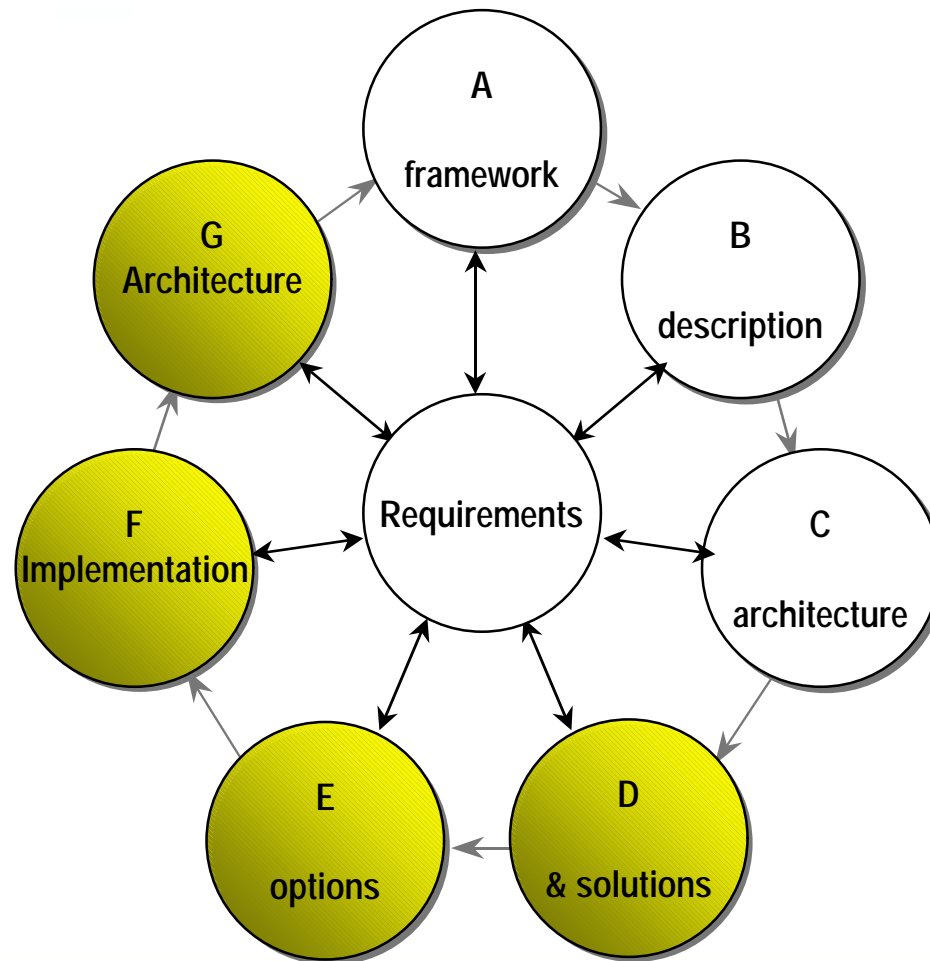 A
framework
B
description
C
architecture
D
& solutions
E
options
F
Implementation
G
Architecture
Requirements